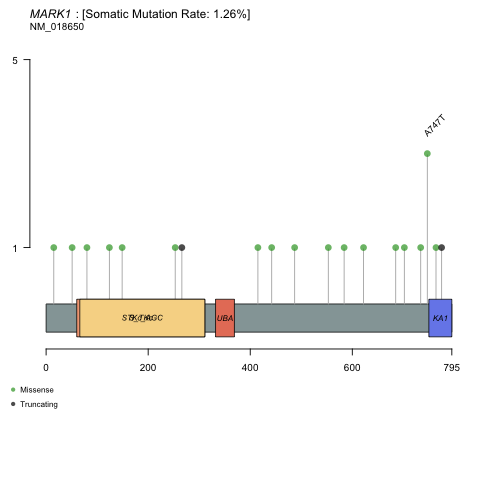 MARK1 : [Somatic Mutation Rate: 1.26%]
NM_018650
5
A747T
1
UBA
KA1
0 200 400 600 795
Missense
Truncating